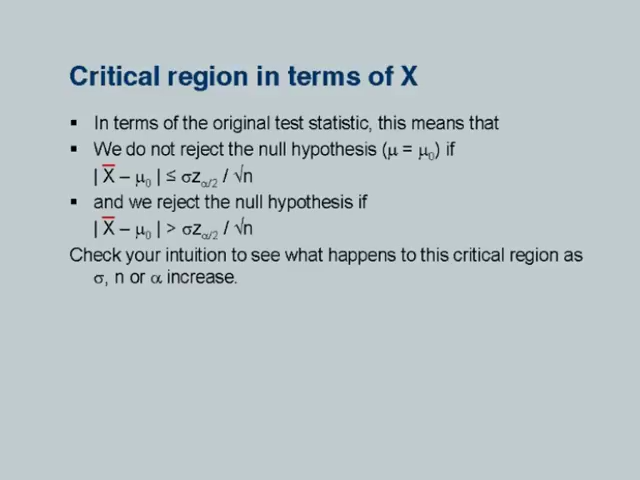 Critical region in terms of X
▪ In terms of the original test statistic, this means that
▪ We do not reject the null hypothesis (μ = μ₀) if
| X̅ – μ₀ | ≤ σz_α/2 / √n
▪ and we reject the null hypothesis if
| X̅ – μ₀ | > σz_α/2 / √n
Check your intuition to see what happens to this critical region as
σ, n or α increase.